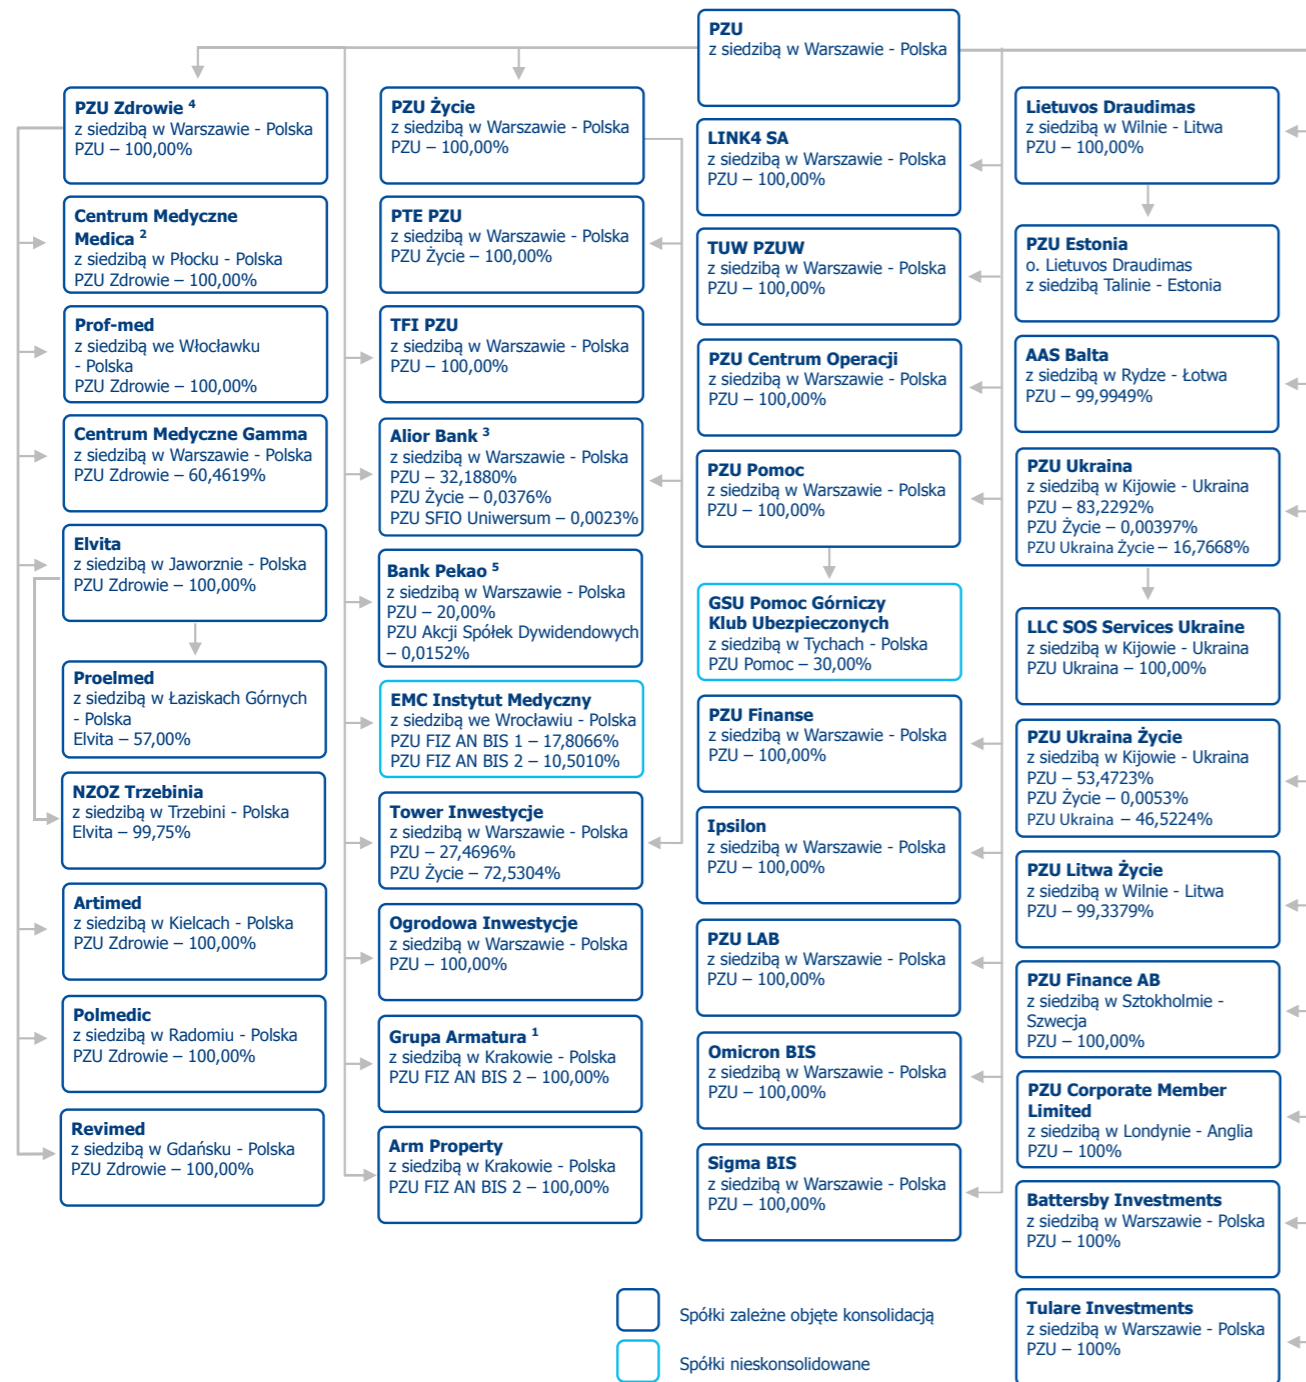 PZU
z siedzibą w Warszawie - Polska
PZU Zdrowie 4
z siedzibą w Warszawie - Polska
PZU – 100,00%
Centrum Medyczne
Medica 2
z siedzibą w Płocku - Polska
PZU Zdrowie – 100,00%
Prof-med
z siedzibą we Włocławku
- Polska
PZU Zdrowie – 100,00%
Centrum Medyczne Gamma
z siedzibą w Warszawie - Polska
PZU Zdrowie – 60,4619%
Elvita
z siedzibą w Jaworznie - Polska
PZU Zdrowie – 100,00%
Proelmed
z siedzibą w Łaziskach Górnych
- Polska
Elvita – 57,00%
NZOZ Trzebinia
z siedzibą w Trzebini - Polska
Elvita – 99,75%
Artimed
z siedzibą w Kielcach - Polska
PZU Zdrowie – 100,00%
Polmedic
z siedzibą w Radomiu - Polska
PZU Zdrowie – 100,00%
Revimed
z siedzibą w Gdańsku - Polska
PZU Zdrowie – 100,00%
PZU Życie
z siedzibą w Warszawie - Polska
PZU – 100,00%
PTE PZU
z siedzibą w Warszawie - Polska
PZU Życie – 100,00%
TFI PZU
z siedzibą w Warszawie - Polska
PZU – 100,00%
Alior Bank 3
z siedzibą w Warszawie - Polska
PZU – 32,1880%
PZU Życie – 0,0376%
PZU SFIO Uniwersum – 0,0023%
Bank Pekao 5
z siedzibą w Warszawie - Polska
PZU – 20,00%
PZU Akcji Spółek Dywidendowych
– 0,0152%
EMC Instytut Medyczny
z siedzibą we Wrocławiu - Polska
PZU FIZ AN BIS 1 – 17,8066%
PZU FIZ AN BIS 2 – 10,5010%
Tower Inwestycje
z siedzibą w Warszawie - Polska
PZU – 27,4696%
PZU Życie – 72,5304%
Ogrodowa Inwestycje
z siedzibą w Warszawie - Polska
PZU – 100,00%
Grupa Armatura 1
z siedzibą w Krakowie - Polska
PZU FIZ AN BIS 2 – 100,00%
Arm Property
z siedzibą w Krakowie - Polska
PZU FIZ AN BIS 2 – 100,00%
LINK4 SA
z siedzibą w Warszawie - Polska
PZU – 100,00%
TUW PZUW
z siedzibą w Warszawie - Polska
PZU – 100,00%
PZU Centrum Operacji
z siedzibą w Warszawie - Polska
PZU – 100,00%
PZU Pomoc
z siedzibą w Warszawie - Polska
PZU – 100,00%
GSU Pomoc Górniczy
Klub Ubezpieczonych
z siedzibą w Tychach - Polska
PZU Pomoc – 30,00%
PZU Finanse
z siedzibą w Warszawie - Polska
PZU – 100,00%
Ipsilon
z siedzibą w Warszawie - Polska
PZU – 100,00%
PZU LAB
z siedzibą w Warszawie - Polska
PZU – 100,00%
Omicron BIS
z siedzibą w Warszawie - Polska
PZU – 100,00%
Sigma BIS
z siedzibą w Warszawie - Polska
PZU – 100,00%
Lietuvos Draudimas
z siedzibą w Wilnie - Litwa
PZU – 100,00%
PZU Estonia
o. Lietuvos Draudimas
z siedzibą Talinie - Estonia
AAS Balta
z siedzibą w Rydze - Łotwa
PZU – 99,9949%
PZU Ukraina
z siedzibą w Kijowie - Ukraina
PZU – 83,2292%
PZU Życie – 0,00397%
PZU Ukraina Życie – 16,7668%
LLC SOS Services Ukraine
z siedzibą w Kijowie - Ukraina
PZU Ukraina – 100,00%
PZU Ukraina Życie
z siedzibą w Kijowie - Ukraina
PZU – 53,4723%
PZU Życie – 0,0053%
PZU Ukraina – 46,5224%
PZU Litwa Życie
z siedzibą w Wilnie - Litwa
PZU – 99,3379%
PZU Finance AB
z siedzibą w Sztokholmie -
Szwecja
PZU – 100,00%
PZU Corporate Member
Limited
z siedzibą w Londynie - Anglia
PZU – 100%
Battersby Investments
z siedzibą w Warszawie - Polska
PZU – 100%
Tulare Investments
z siedzibą w Warszawie - Polska
PZU – 100%
Spółki zależne objęte konsolidacją
Spółki nieskonsolidowane